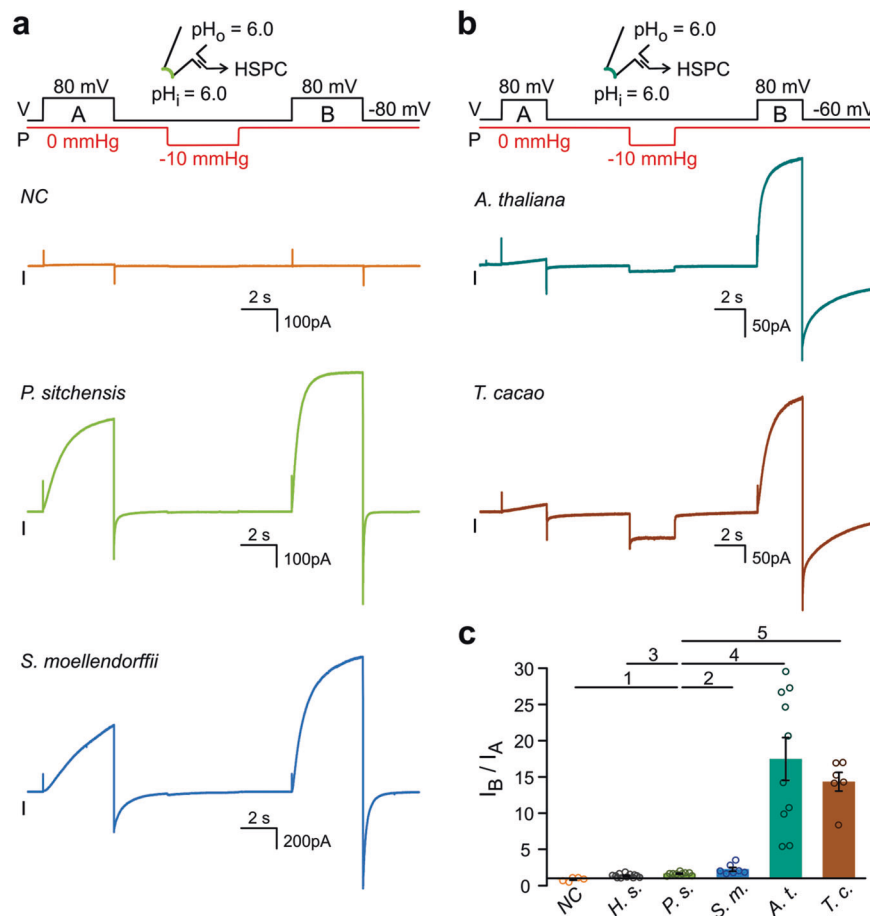 a
pHo = 6.0
HSPC
pHi = 6.0
80 mV
80 mV
V
A
B
-80 mV
P
0 mmHg
-10 mmHg
NC
I
2 s
100pA
P. sitchensis
I
2 s
100pA
S. moellendorffii
I
2 s
200pA
b
pHo = 6.0
HSPC
pHi = 6.0
80 mV
80 mV
V
A
B
-60 mV
P
0 mmHg
-10 mmHg
A. thaliana
I
2 s
50pA
T. cacao
I
2 s
50pA
c
5
3
4
1
2
30
25
20
15
10
5
1
IB / IA
NC
H. s.
P. s.
S. m.
A. t.
T. c.